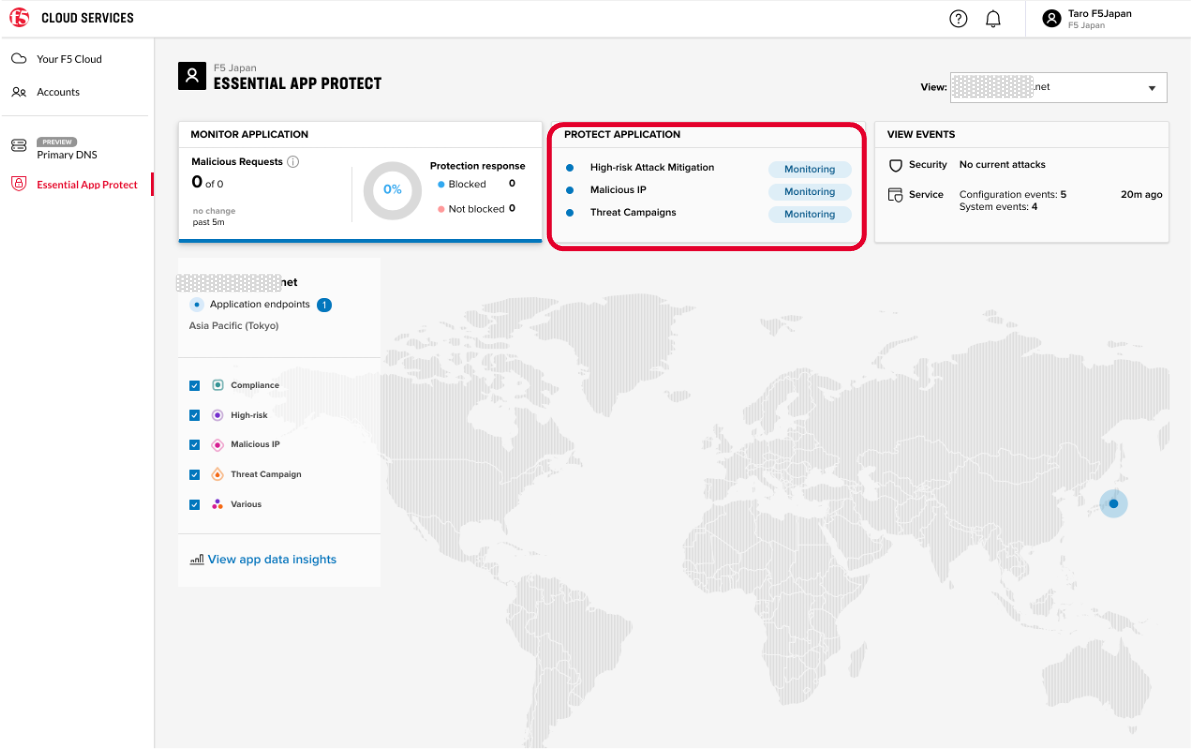 f5 CLOUD SERVICES
Taro F5Japan
F5 Japan
Your F5 Cloud
Accounts
PREVIEW
Primary DNS
Essential App Protect
F5 Japan
ESSENTIAL APP PROTECT
View: .net
MONITOR APPLICATION
Malicious Requests
0 of 0
no change
past 5m
0%
Protection response
Blocked 0
Not blocked 0
PROTECT APPLICATION
High-risk Attack Mitigation Monitoring
Malicious IP Monitoring
Threat Campaigns Monitoring
VIEW EVENTS
Security No current attacks
Service Configuration events: 5 20m ago
System events: 4
net
Application endpoints 1
Asia Pacific (Tokyo)
Compliance
High-risk
Malicious IP
Threat Campaign
Various
View app data insights